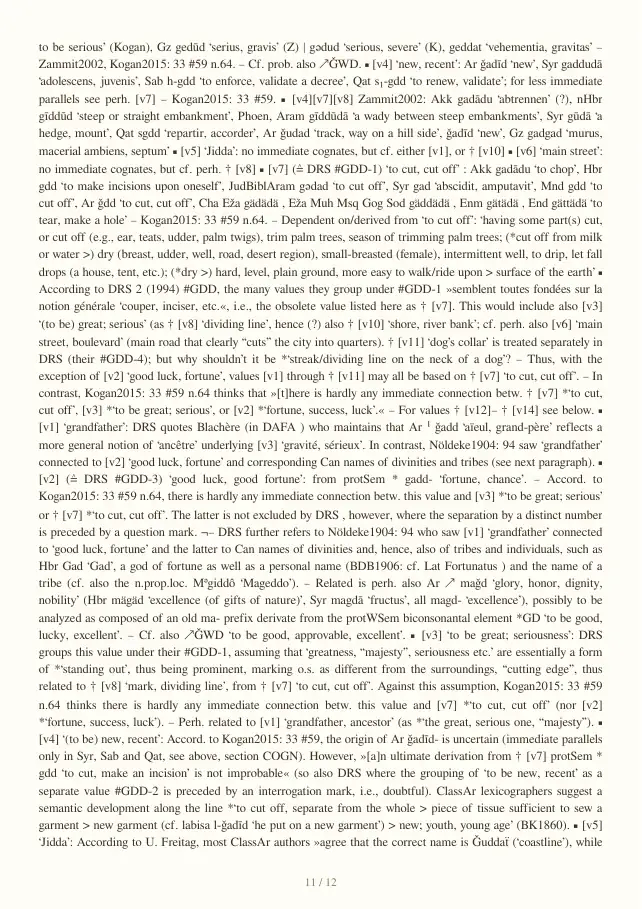 to be serious’ (Kogan), Gz gedūd ‘serius, gravis’ (Z) | gədud ‘serious, severe’ (K), geddat ‘vehementia, gravitas’ –
Zammit2002, Kogan2015: 33 #59 n.64. – Cf. prob. also ↗ĞWD. ▪ [v4] ‘new, recent’: Ar ğadīd ‘new’, Syr gaddudā
‘adolescens, juvenis’, Sab h-gdd ‘to enforce, validate a decree’, Qat s₁-gdd ‘to renew, validate’; for less immediate
parallels see perh. [v7] – Kogan2015: 33 #59. ▪ [v4][v7][v8] Zammit2002: Akk gadādu ‘abtrennen’ (?), nHbr
gīddūd ‘steep or straight embankment’, Phoen, Aram gīddūdā ‘a wady between steep embankments’, Syr gūdā ‘a
hedge, mount’, Qat sgdd ‘repartir, accorder’, Ar ğudad ‘track, way on a hill side’, ğadīd ‘new’, Gz gadgad ‘murus,
macerial ambiens, septum’ ▪ [v5] ‘Jidda’: no immediate cognates, but cf. either [v1], or † [v10] ▪ [v6] ‘main street’:
no immediate cognates, but cf. perh. † [v8] ▪ [v7] (≙ DRS #GDD-1) ‘to cut, cut off’ : Akk gadādu ‘to chop’, Hbr
gdd ‘to make incisions upon oneself’, JudBiblAram gədad ‘to cut off’, Syr gad ‘abscidit, amputavit’, Mnd gdd ‘to
cut off’, Ar ğdd ‘to cut, cut off’, Cha Eža gädädä , Eža Muh Msq Gog Sod gäddädä , Enm gätädä , End gättädä ‘to
tear, make a hole’ – Kogan2015: 33 #59 n.64. – Dependent on/derived from ‘to cut off’: ‘having some part(s) cut,
or cut off (e.g., ear, teats, udder, palm twigs), trim palm trees, season of trimming palm trees; (*cut off from milk
or water >) dry (breast, udder, well, road, desert region), small-breasted (female), intermittent well, to drip, let fall
drops (a house, tent, etc.); (*dry >) hard, level, plain ground, more easy to walk/ride upon > surface of the earth’ ▪
According to DRS 2 (1994) #GDD, the many values they group under #GDD-1 »semblent toutes fondées sur la
notion générale ‘couper, inciser, etc.«, i.e., the obsolete value listed here as † [v7]. This would include also [v3]
‘(to be) great; serious’ (as † [v8] ‘dividing line’, hence (?) also † [v10] ‘shore, river bank’; cf. perh. also [v6] ‘main
street, boulevard’ (main road that clearly “cuts” the city into quarters). † [v11] ‘dog’s collar’ is treated separately in
DRS (their #GDD-4); but why shouldn’t it be *‘streak/dividing line on the neck of a dog’? – Thus, with the
exception of [v2] ‘good luck, fortune’, values [v1] through † [v11] may all be based on † [v7] ‘to cut, cut off’. – In
contrast, Kogan2015: 33 #59 n.64 thinks that »[t]here is hardly any immediate connection betw. † [v7] *‘to cut,
cut off’, [v3] *‘to be great; serious’, or [v2] *‘fortune, success, luck’.« – For values † [v12]– † [v14] see below. ▪
[v1] ‘grandfather’: DRS quotes Blachère (in DAFA ) who maintains that Ar ¹ ğadd ‘aïeul, grand-père’ reflects a
more general notion of ‘ancêtre’ underlying [v3] ‘gravité, sérieux’. In contrast, Nöldeke1904: 94 saw ‘grandfather’
connected to [v2] ‘good luck, fortune’ and corresponding Can names of divinities and tribes (see next paragraph). ▪
[v2] (≙ DRS #GDD-3) ‘good luck, good fortune’: from protSem * gadd- ‘fortune, chance’. – Accord. to
Kogan2015: 33 #59 n.64, there is hardly any immediate connection betw. this value and [v3] *‘to be great; serious’
or † [v7] *‘to cut, cut off’. The latter is not excluded by DRS , however, where the separation by a distinct number
is preceded by a question mark. ¬– DRS further refers to Nöldeke1904: 94 who saw [v1] ‘grandfather’ connected
to ‘good luck, fortune’ and the latter to Can names of divinities and, hence, also of tribes and individuals, such as
Hbr Gad ‘Gad’, a god of fortune as well as a personal name (BDB1906: cf. Lat Fortunatus ) and the name of a
tribe (cf. also the n.prop.loc. Mᵊgiddô ‘Mageddo’). – Related is perh. also Ar ↗ mağd ‘glory, honor, dignity,
nobility’ (Hbr mägäd ‘excellence (of gifts of nature)’, Syr magdā ‘fructus’, all magd- ‘excellence’), possibly to be
analyzed as composed of an old ma- prefix derivate from the protWSem biconsonantal element *GD ‘to be good,
lucky, excellent’. – Cf. also ↗ĞWD ‘to be good, approvable, excellent’. ▪ [v3] ‘to be great; seriousness’: DRS
groups this value under their #GDD-1, assuming that ‘greatness, “majesty”, seriousness etc.’ are essentially a form
of *‘standing out’, thus being prominent, marking o.s. as different from the surroundings, “cutting edge”, thus
related to † [v8] ‘mark, dividing line’, from † [v7] ‘to cut, cut off’. Against this assumption, Kogan2015: 33 #59
n.64 thinks there is hardly any immediate connection betw. this value and [v7] *‘to cut, cut off’ (nor [v2]
*‘fortune, success, luck’). – Perh. related to [v1] ‘grandfather, ancestor’ (as *‘the great, serious one, “majesty”). ▪
[v4] ‘(to be) new, recent’: Accord. to Kogan2015: 33 #59, the origin of Ar ğadīd- is uncertain (immediate parallels
only in Syr, Sab and Qat, see above, section COGN). However, »[a]n ultimate derivation from † [v7] protSem *
gdd ‘to cut, make an incision’ is not improbable« (so also DRS where the grouping of ‘to be new, recent’ as a
separate value #GDD-2 is preceded by an interrogation mark, i.e., doubtful). ClassAr lexicographers suggest a
semantic development along the line *‘to cut off, separate from the whole > piece of tissue sufficient to sew a
garment > new garment (cf. labisa l-ğadīd ‘he put on a new garment’) > new; youth, young age’ (BK1860). ▪ [v5]
‘Jidda’: According to U. Freitag, most ClassAr authors »agree that the correct name is Ğuddaẗ (‘coastline’), while
11 / 12